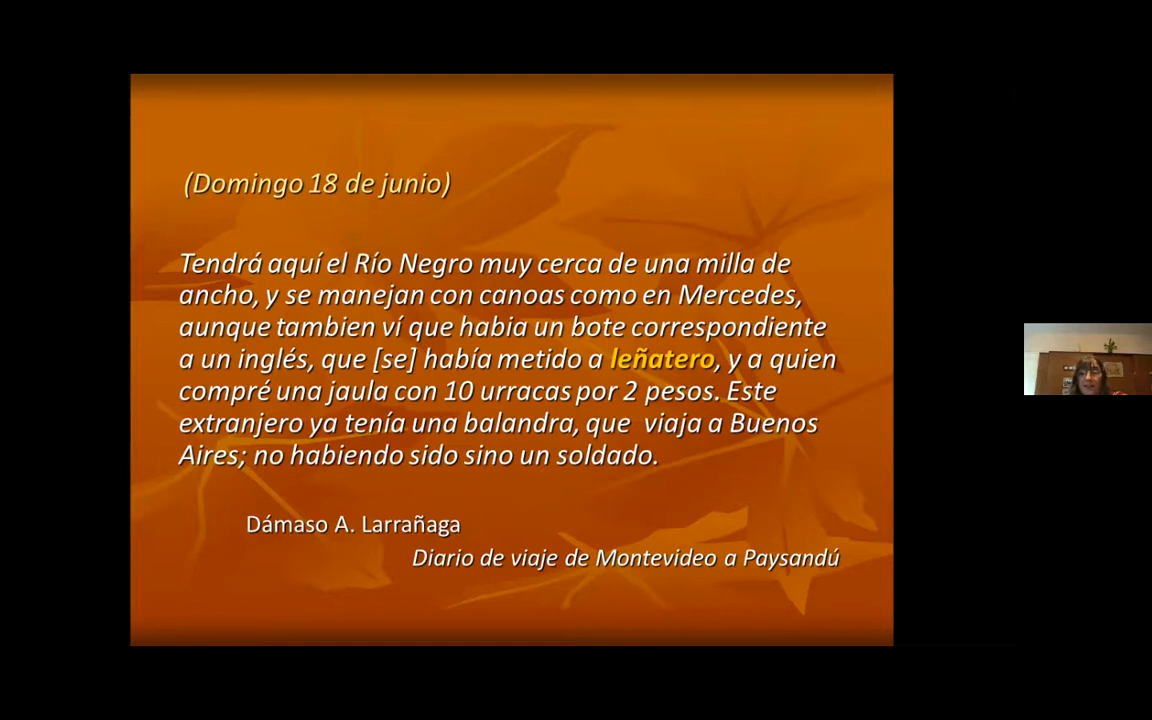 (Domingo 18 de junio)
Tendrá aquí el Río Negro muy cerca de una milla de
ancho, y se manejan con canoas como en Mercedes,
aunque tambien ví que habia un bote correspondiente
a un inglés, que [se] había metido a leñatero, y a quien
compré una jaula con 10 urracas por 2 pesos. Este
extranjero ya tenía una balandra, que  viaja a Buenos
Aires; no habiendo sido sino un soldado.
Dámaso A. Larrañaga
Diario de viaje de Montevideo a Paysandú